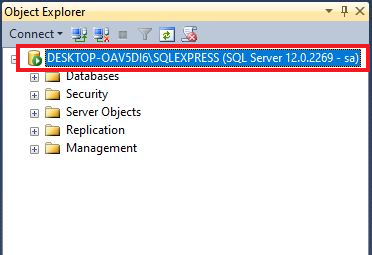 Object Explorer
Connect
DESKTOP-OAV5DI6\SQLEXPRESS (SQL Server 12.0.2269 - sa)
Databases
Security
Server Objects
Replication
Management